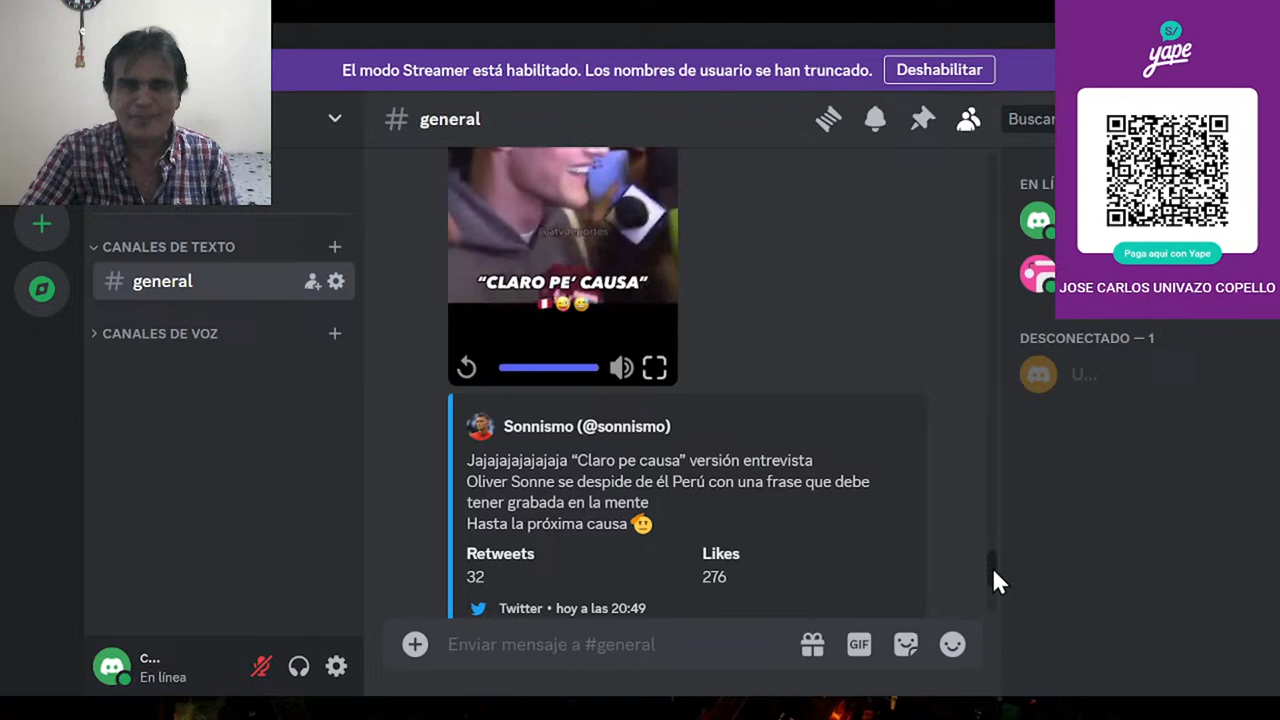 El modo Streamer está habilitado. Los nombres de usuario se han truncado.
Deshabilitar
general
Buscar
CANALES DE TEXTO
general
CANALES DE VOZ
@atvdeportes
"CLARO PE' CAUSA"
Sonnismo (@sonnismo)
Jajajajajajaja “Claro pe causa” versión entrevista
Oliver Sonne se despide de él Perú con una frase que debe
tener grabada en la mente
Hasta la próxima causa
Retweets
Likes
32
276
Twitter • hoy a las 20:49
Enviar mensaje a #general
GIF
C...
En línea
EN LÍ
DESCONECTADO — 1
U...
S/
yape
Paga aquí con Yape
JOSE CARLOS UNIVAZO COPELLO